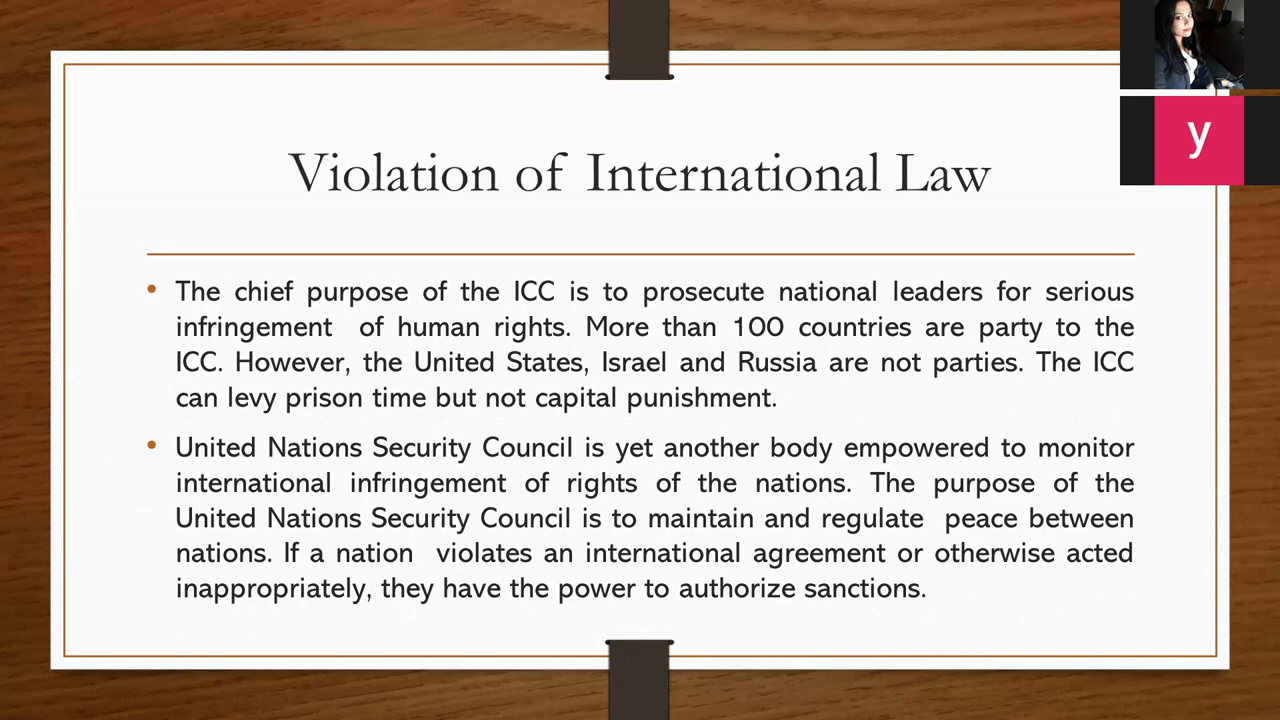 Violation of International Law
y
• The chief purpose of the ICC is to prosecute national leaders for serious
infringement of human rights. More than 100 countries are party to the
ICC. However, the United States, Israel and Russia are not parties. The ICC
can levy prison time but not capital punishment.
• United Nations Security Council is yet another body empowered to monitor
international infringement of rights of the nations. The purpose of the
United Nations Security Council is to maintain and regulate peace between
nations. If a nation violates an international agreement or otherwise acted
inappropriately, they have the power to authorize sanctions.